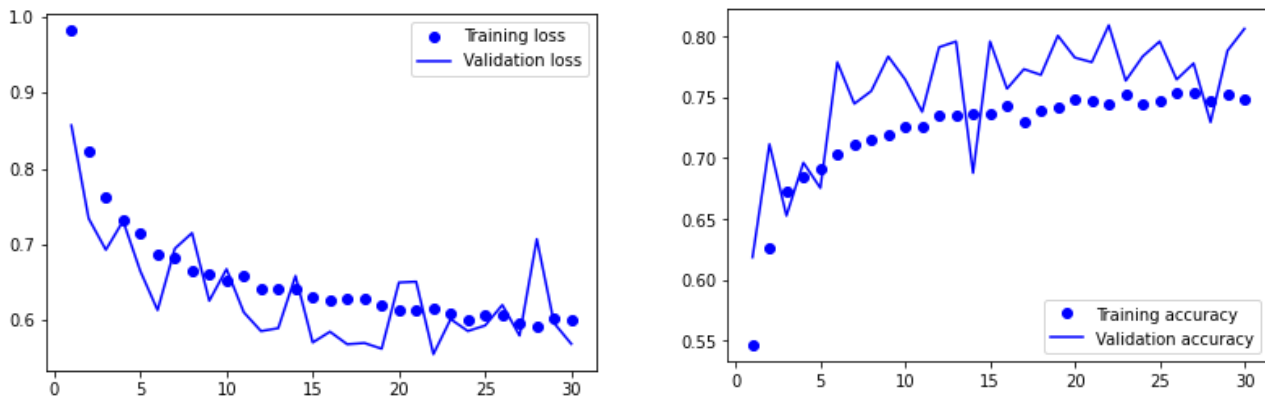 1.0
0.9
0.8
0.7
0.6
0 5 10 15 20 25 30
Training loss
Validation loss
0.80
0.75
0.70
0.65
0.60
0.55
0 5 10 15 20 25 30
Training accuracy
Validation accuracy